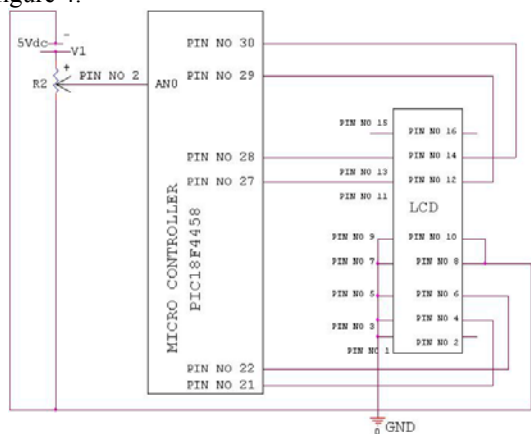 Figure 4.
5Vdc
-
V1
+
R2
PIN NO 2
AN0
PIN NO 30
PIN NO 29
PIN NO 28
PIN NO 27
MICRO CONTROLLER
PIC18F4458
PIN NO 22
PIN NO 21
PIN NO 15
PIN NO 16
PIN NO 14
PIN NO 13
PIN NO 12
PIN NO 11
LCD
PIN NO 9
PIN NO 10
PIN NO 7
PIN NO 8
PIN NO 5
PIN NO 6
PIN NO 3
PIN NO 4
PIN NO 1
PIN NO 2
0
GND